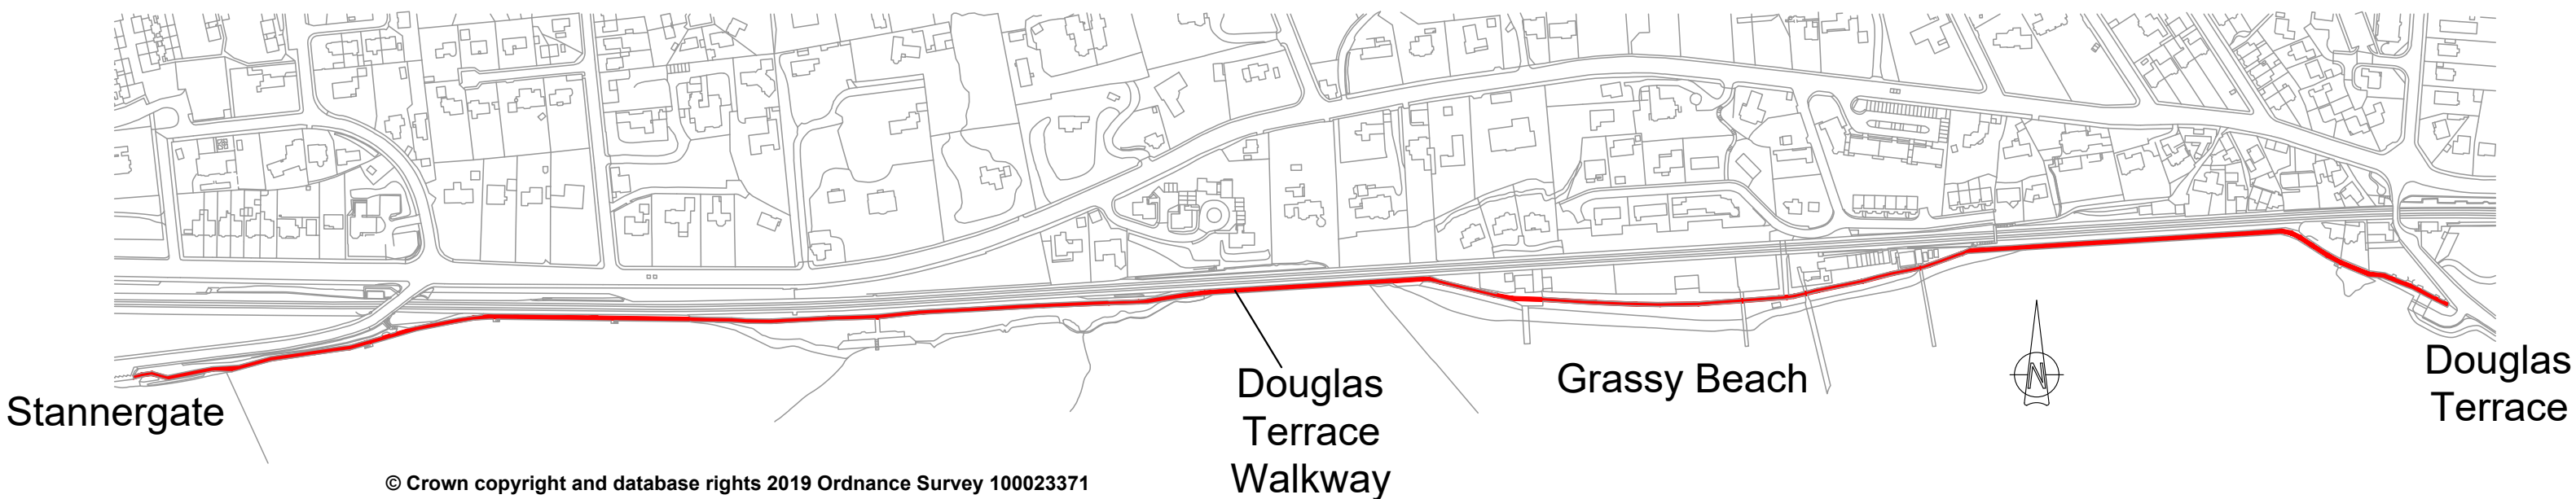 Stannergate
Douglas
Terrace
Walkway
Grassy Beach
N
Douglas
Terrace
© Crown copyright and database rights 2019 Ordnance Survey 100023371